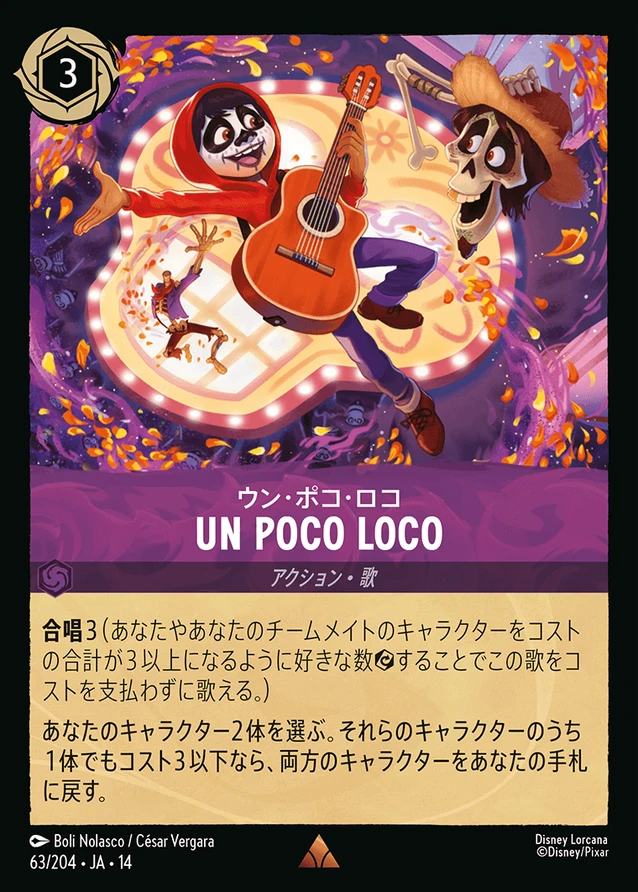 3
ウン・ポコ・ロコ
UN POCO LOCO
アクション・歌
合唱3(あなたやあなたのチームメイトのキャラクターをコスト
の合計が3以上になるように好きな数することでこの歌をコ
ストを支払わずに歌える。)
あなたのキャラクター2体を選ぶ。それらのキャラクターのうち
1体でもコスト3以下なら、両方のキャラクターをあなたの手札
に戻す。
Boli Nolasco / César Vergara
Disney Lorcana
63/204・JA・14
©Disney/Pixar